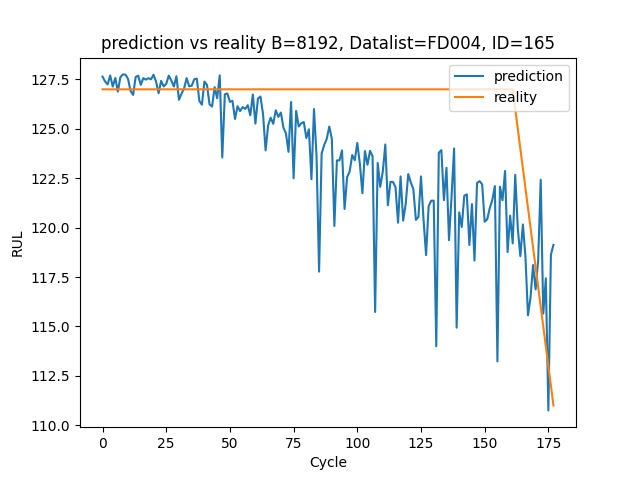 prediction vs reality B=8192, Datalist=FD004, ID=165
prediction
reality
127.5
125.0
122.5
120.0
117.5
115.0
112.5
110.0
RUL
0 25 50 75 100 125 150 175
Cycle